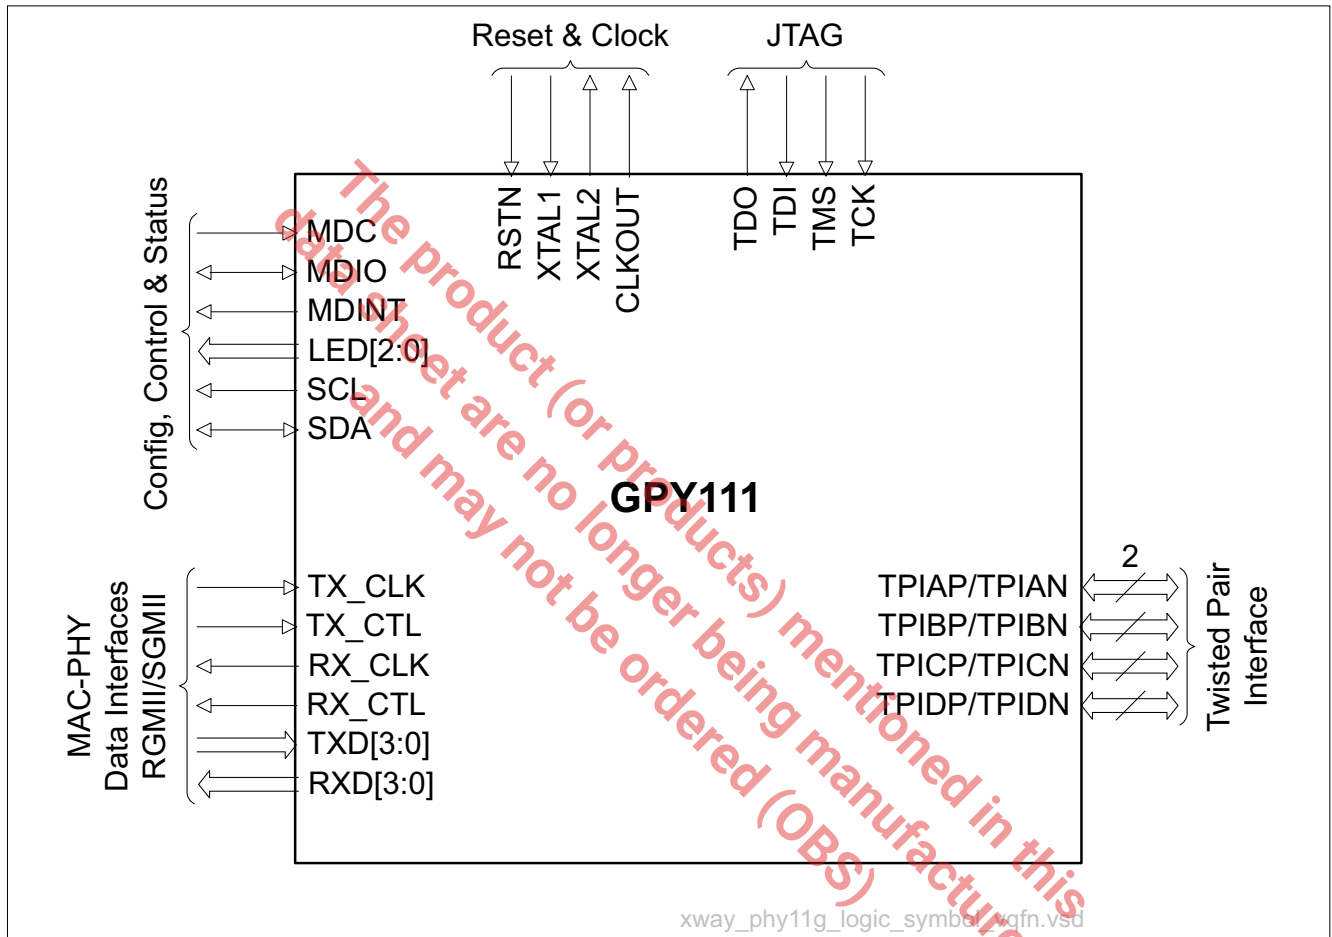 Reset & Clock
JTAG
RSTN
XTAL1
XTAL2
CLKOUT
TDO
TDI
TMS
TCK
Config, Control & Status
MDC
MDIO
MDINT
LED[2:0]
SCL
SDA
GPY111
MAC-PHY
Data Interfaces
RGMII/SGMII
TX_CLK
TX_CTL
RX_CLK
RX_CTL
TXD[3:0]
RXD[3:0]
2
TPIAP/TPIAN
TPIBP/TPIBN
TPICP/TPICN
TPIDP/TPIDN
Twisted Pair
Interface
The product (or products) mentioned in this
data sheet are no longer being manufacture
and may not be ordered (OBS)
xway_phy11g_logic_symbol_vqfn.vsd